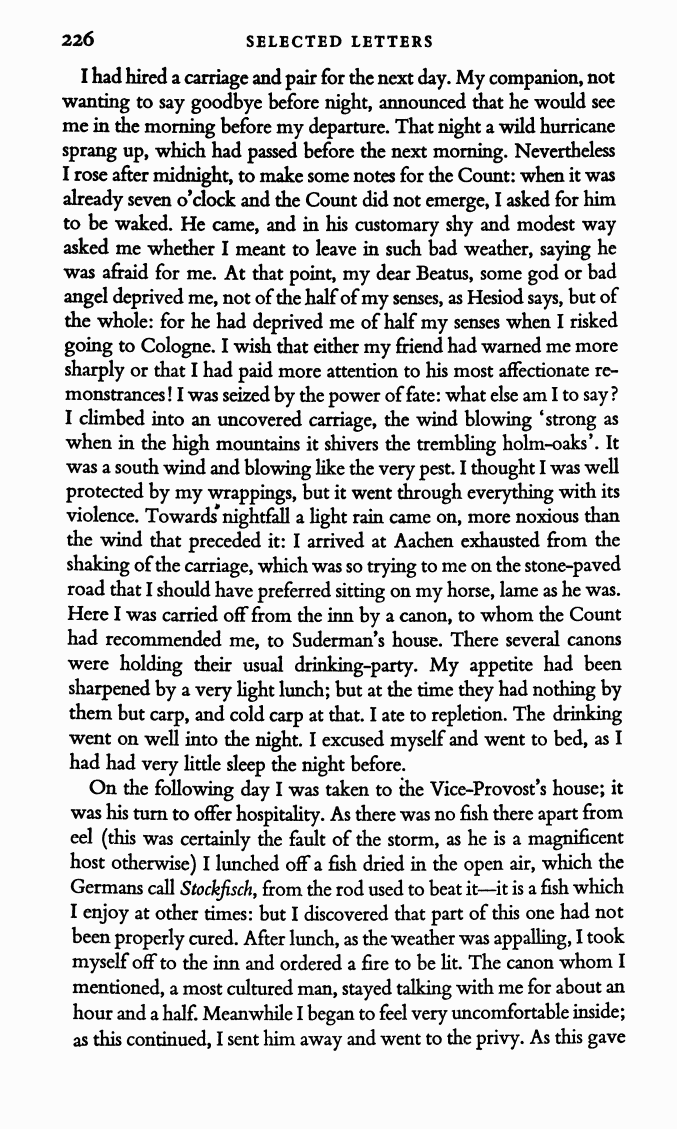 226 SELECTED LETTERS
I had hired a carriage and pair for the next day. My companion, not
wanting to say goodbye before night, announced that he would see
me in the morning before my departure. That night a wild hurricane
sprang up, which had passed before the next morning. Nevertheless
I rose after midnight, to make some notes for the Count: when it was
already seven o'clock and the Count did not emerge, I asked for him
to be waked. He came, and in his customary shy and modest way
asked me whether I meant to leave in such bad weather, saying he
was afraid for me. At that point, my dear Beatus, some god or bad
angel deprived me, not of the half of my senses, as Hesiod says, but of
the whole: for he had deprived me of half my senses when I risked
going to Cologne. I wish that either my friend had warned me more
sharply or that I had paid more attention to his most affectionate re-
monstrances! I was seized by the power of fate: what else am I to say?
I climbed into an uncovered carriage, the wind blowing 'strong as
when in the high mountains it shivers the trembling holm-oaks'. It
was a south wind and blowing like the very pest. I thought I was well
protected by my wrappings, but it went through everything with its
violence. Towards nightfall a light rain came on, more noxious than
the wind that preceded it: I arrived at Aachen exhausted from the
shaking of the carriage, which was so trying to me on the stone-paved
road that I should have preferred sitting on my horse, lame as he was.
Here I was carried off from the inn by a canon, to whom the Count
had recommended me, to Suderman's house. There several canons
were holding their usual drinking-party. My appetite had been
sharpened by a very light lunch; but at the time they had nothing by
them but carp, and cold carp at that. I ate to repletion. The drinking
went on well into the night. I excused myself and went to bed, as I
had had very little sleep the night before.
On the following day I was taken to the Vice-Provost's house; it
was his turn to offer hospitality. As there was no fish there apart from
eel (this was certainly the fault of the storm, as he is a magnificent
host otherwise) I lunched off a fish dried in the open air, which the
Germans call Stockfisch, from the rod used to beat it—it is a fish which
I enjoy at other times: but I discovered that part of this one had not
been properly cured. After lunch, as the weather was appalling, I took
myself off to the inn and ordered a fire to be lit. The canon whom I
mentioned, a most cultured man, stayed talking with me for about an
hour and a half. Meanwhile I began to feel very uncomfortable inside;
as this continued, I sent him away and went to the privy. As this gave